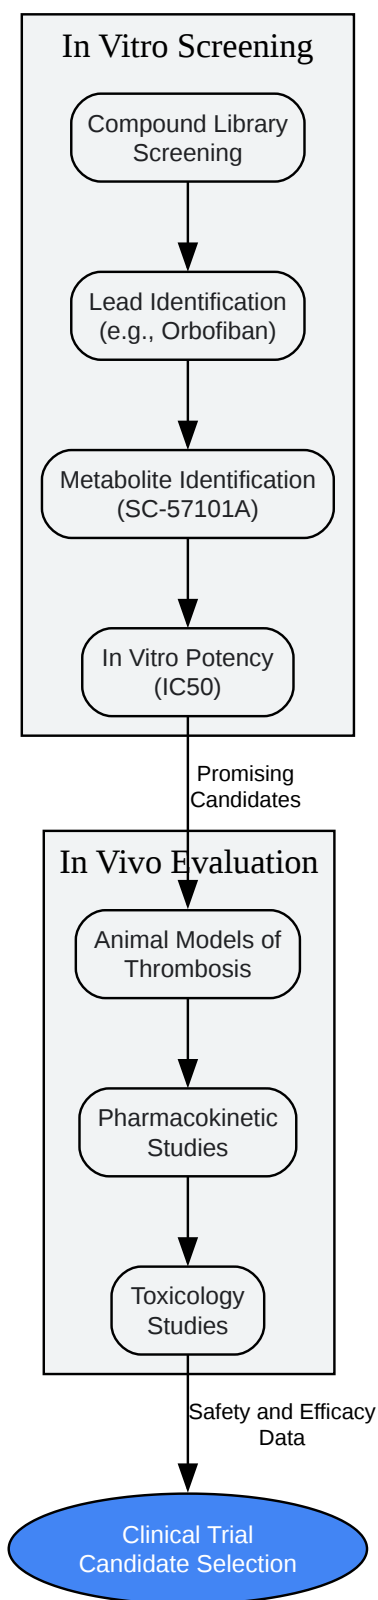 In Vitro Screening
Compound Library
Screening
Lead Identification
(e.g., Orbofiban)
Metabolite Identification
(SC-57101A)
In Vitro Potency
(IC50)
Promising
Candidates
In Vivo Evaluation
Animal Models of
Thrombosis
Pharmacokinetic
Studies
Toxicology
Studies
Safety and Efficacy
Data
Clinical Trial
Candidate Selection